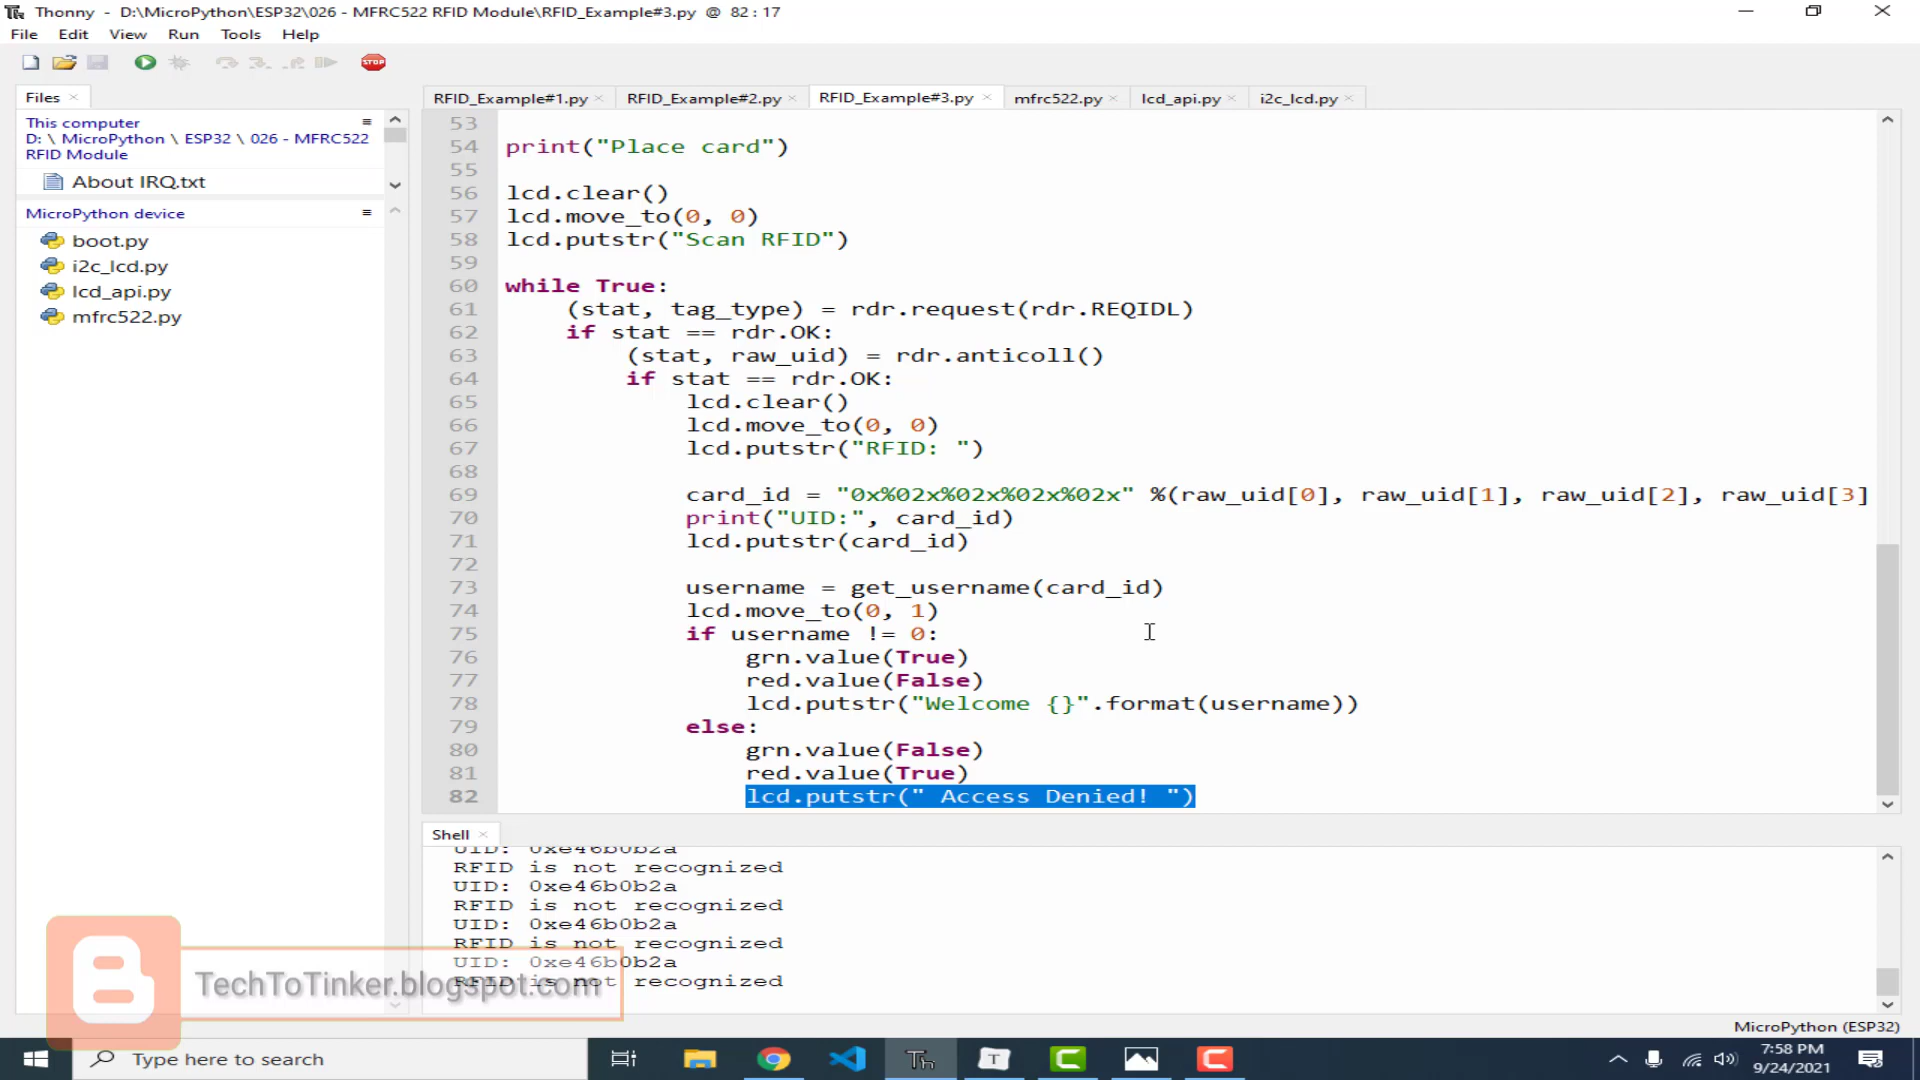 Thonny - D:\MicroPython\ESP32\026 - MFRC522 RFID Module\RFID_Example#3.py @ 82 : 17
File Edit View Run Tools Help
STOP
Files
RFID_Example#1.py RFID_Example#2.py RFID_Example#3.py mfrc522.py lcd_api.py i2c_lcd.py
This computer
D: \ MicroPython \ ESP32 \ 026 - MFRC522
RFID Module
About IRQ.txt
MicroPython device
boot.py
i2c_lcd.py
lcd_api.py
mfrc522.py
53
54 print("Place card")
55
56 lcd.clear()
57 lcd.move_to(0, 0)
58 lcd.putstr("Scan RFID")
59
60 while True:
61 (stat, tag_type) = rdr.request(rdr.REQIDL)
62 if stat == rdr.OK:
63 (stat, raw_uid) = rdr.anticoll()
64 if stat == rdr.OK:
65 lcd.clear()
66 lcd.move_to(0, 0)
67 lcd.putstr("RFID: ")
68
69 card_id = "0x%02x%02x%02x%02x" %(raw_uid[0], raw_uid[1], raw_uid[2], raw_uid[3]
70 print("UID:", card_id)
71 lcd.putstr(card_id)
72
73 username = get_username(card_id)
74 lcd.move_to(0, 1)
75 if username != 0:
76 grn.value(True)
77 red.value(False)
78 lcd.putstr("Welcome {}".format(username))
79 else:
80 grn.value(False)
81 red.value(True)
82 lcd.putstr(" Access Denied! ")
Shell
UID: 0xe46b0b2a
RFID is not recognized
UID: 0xe46b0b2a
RFID is not recognized
UID: 0xe46b0b2a
RFID is not recognized
UID: 0xe46b0b2a
RFID is not recognized
TechToTinker.blogspot.com
MicroPython (ESP32)
Type here to search
7:58 PM
9/24/2021